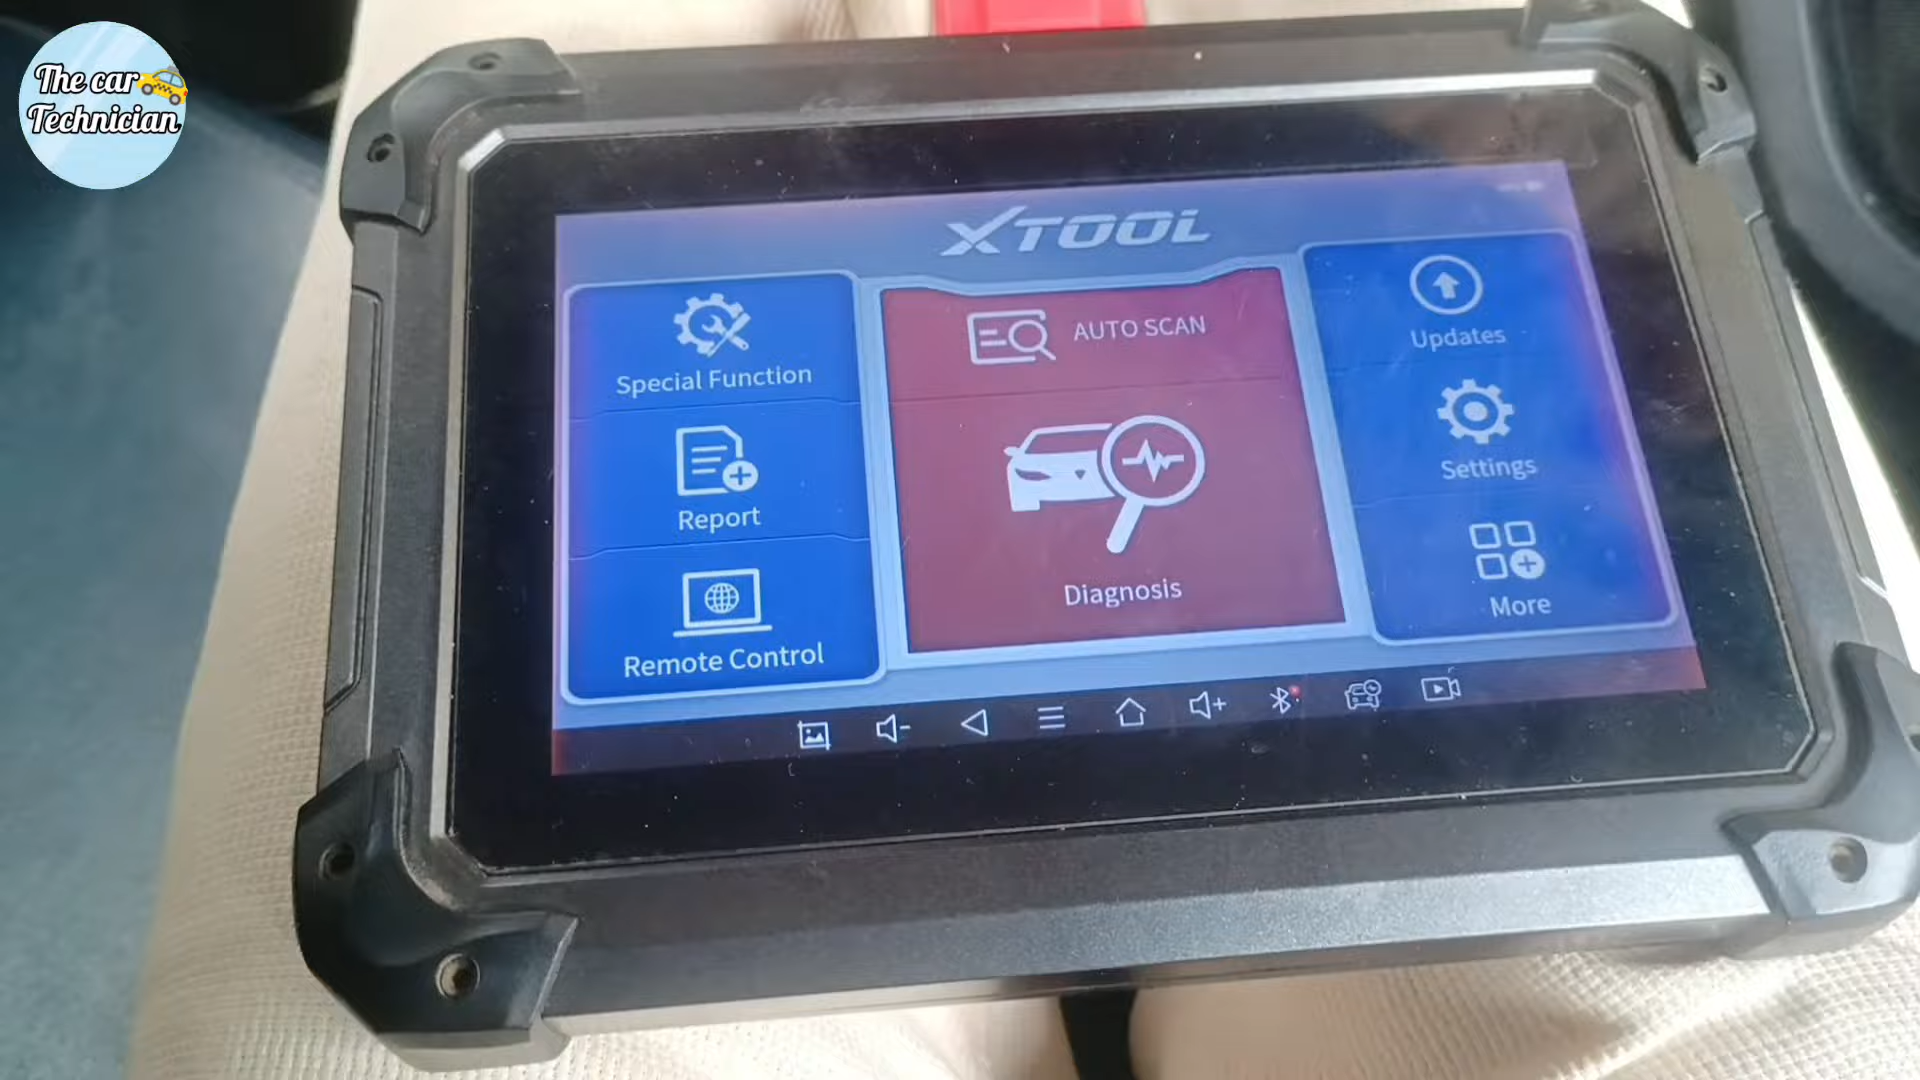 The car
Technician
XTOOL
Special Function
Report
Remote Control
AUTO SCAN
Diagnosis
Updates
Settings
More